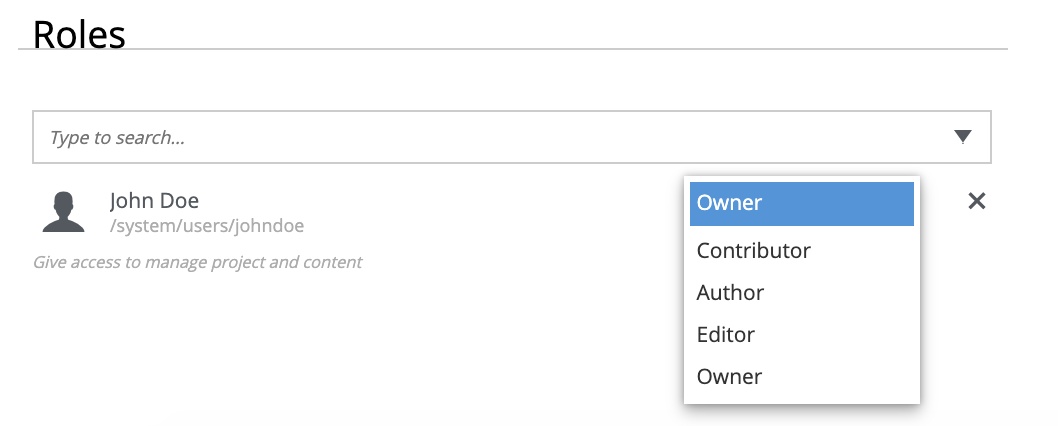 Roles
Type to search...
John Doe
/system/users/johndoe
Give access to manage project and content
Owner
Contributor
Author
Editor
Owner